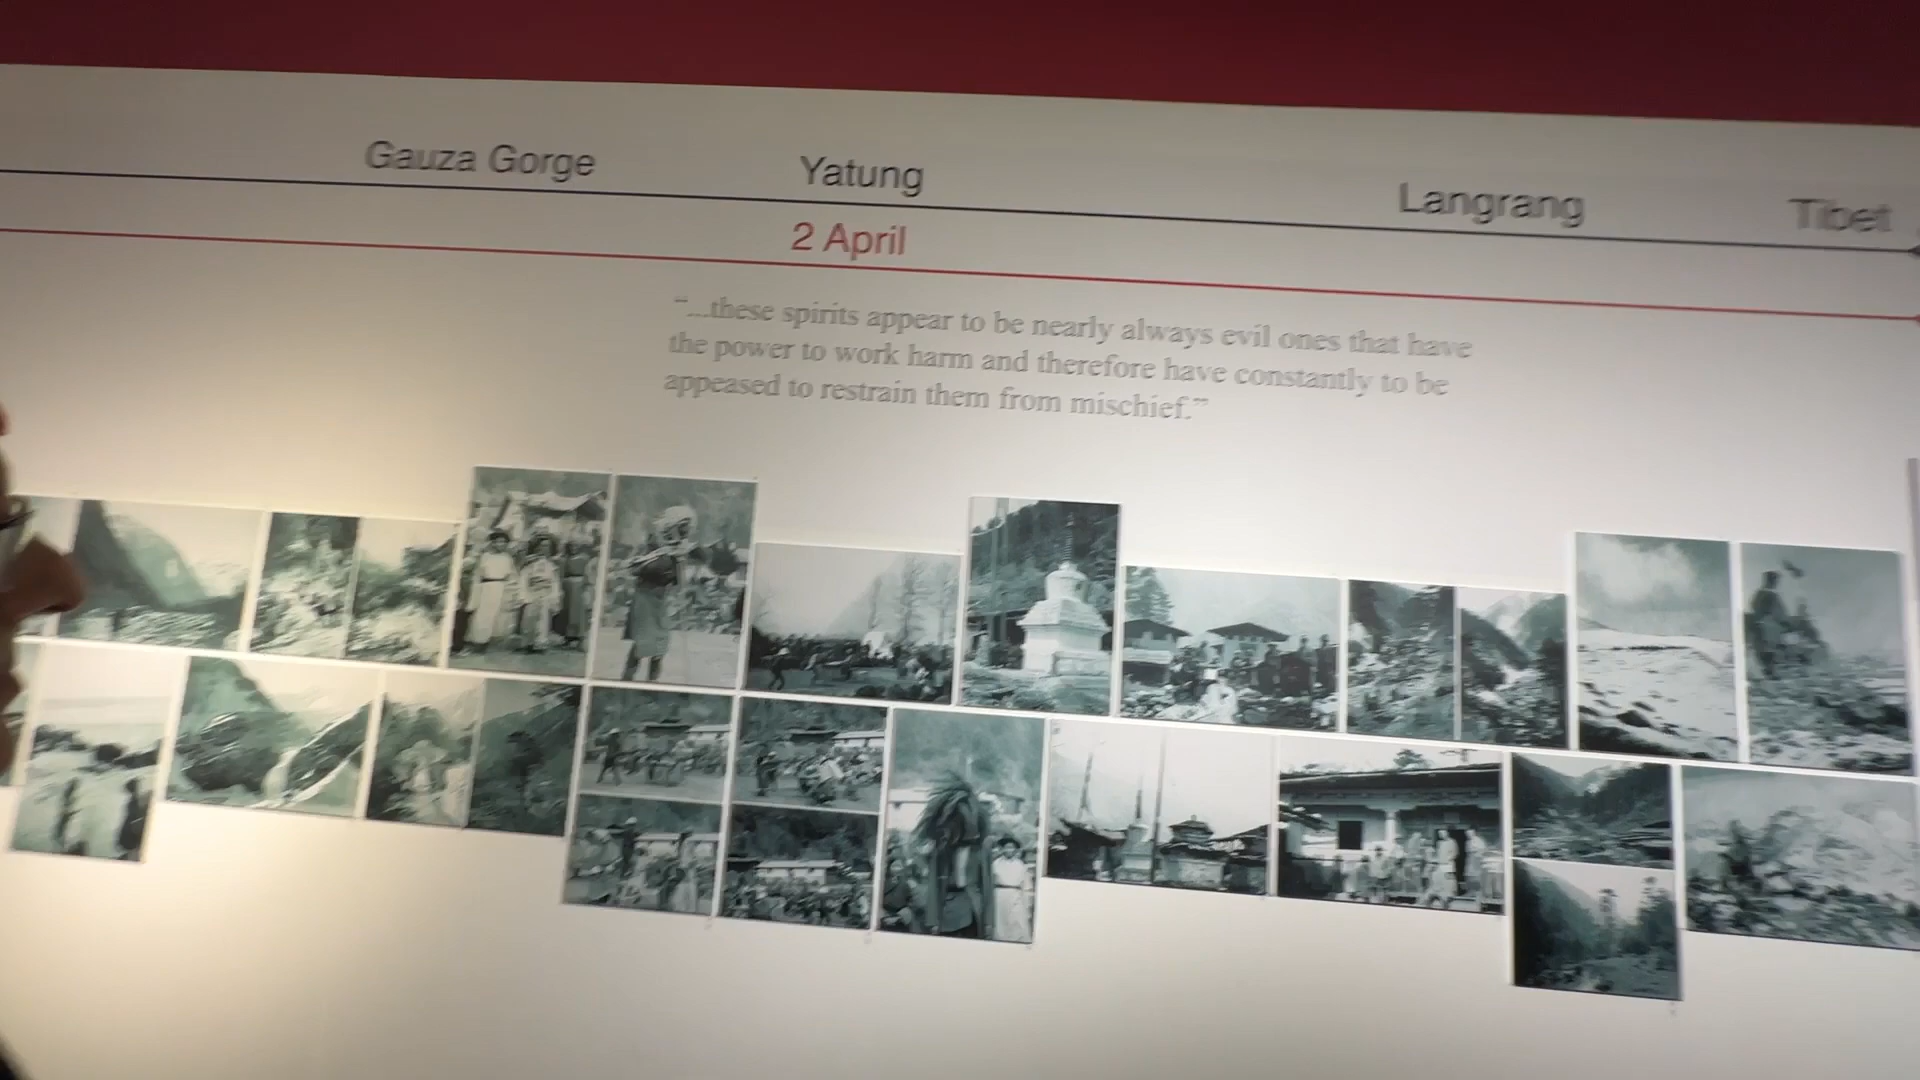 Gauza Gorge
Yatung
Langrang
Tibet
2 April
“...these spirits appear to be nearly always evil ones that have
the power to work harm and therefore have constantly to be
appeased to restrain them from mischief.”